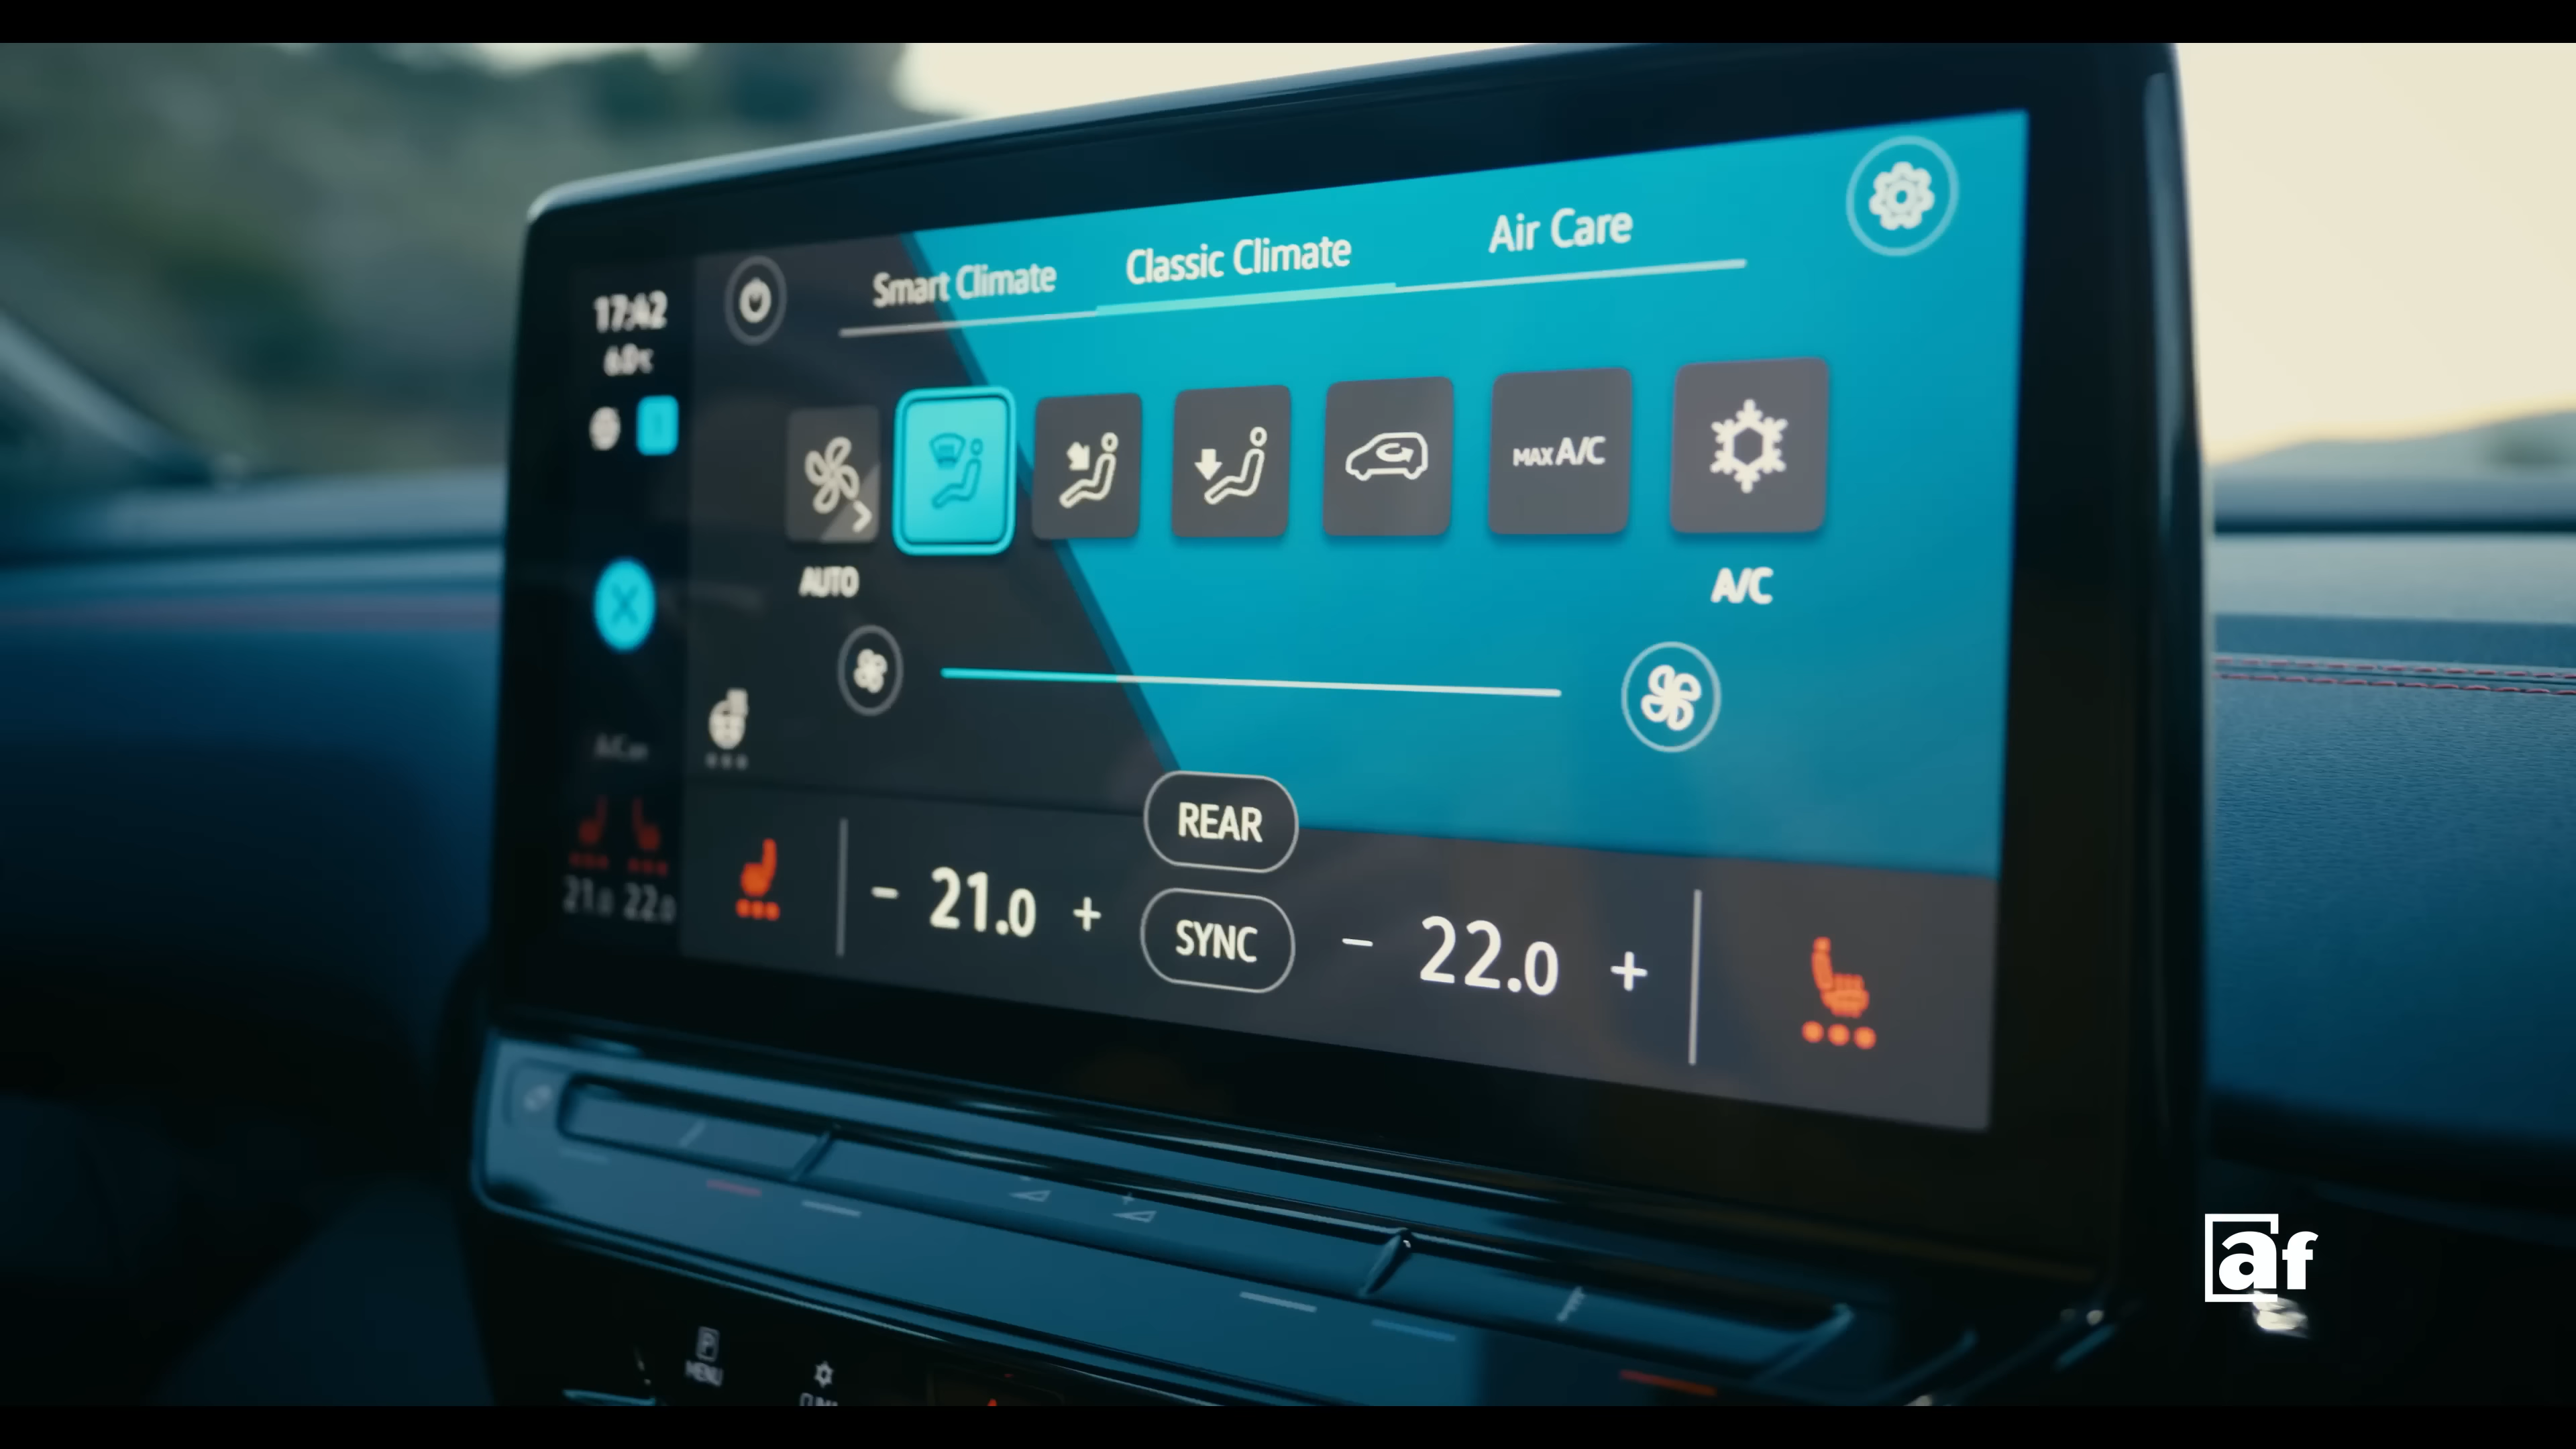 Smart Climate Classic Climate Air Care
17:42
MAX A/C
AUTO
A/C
REAR
- 21.0 +
SYNC
- 22.0 +
21.0 22.0
MENU
af